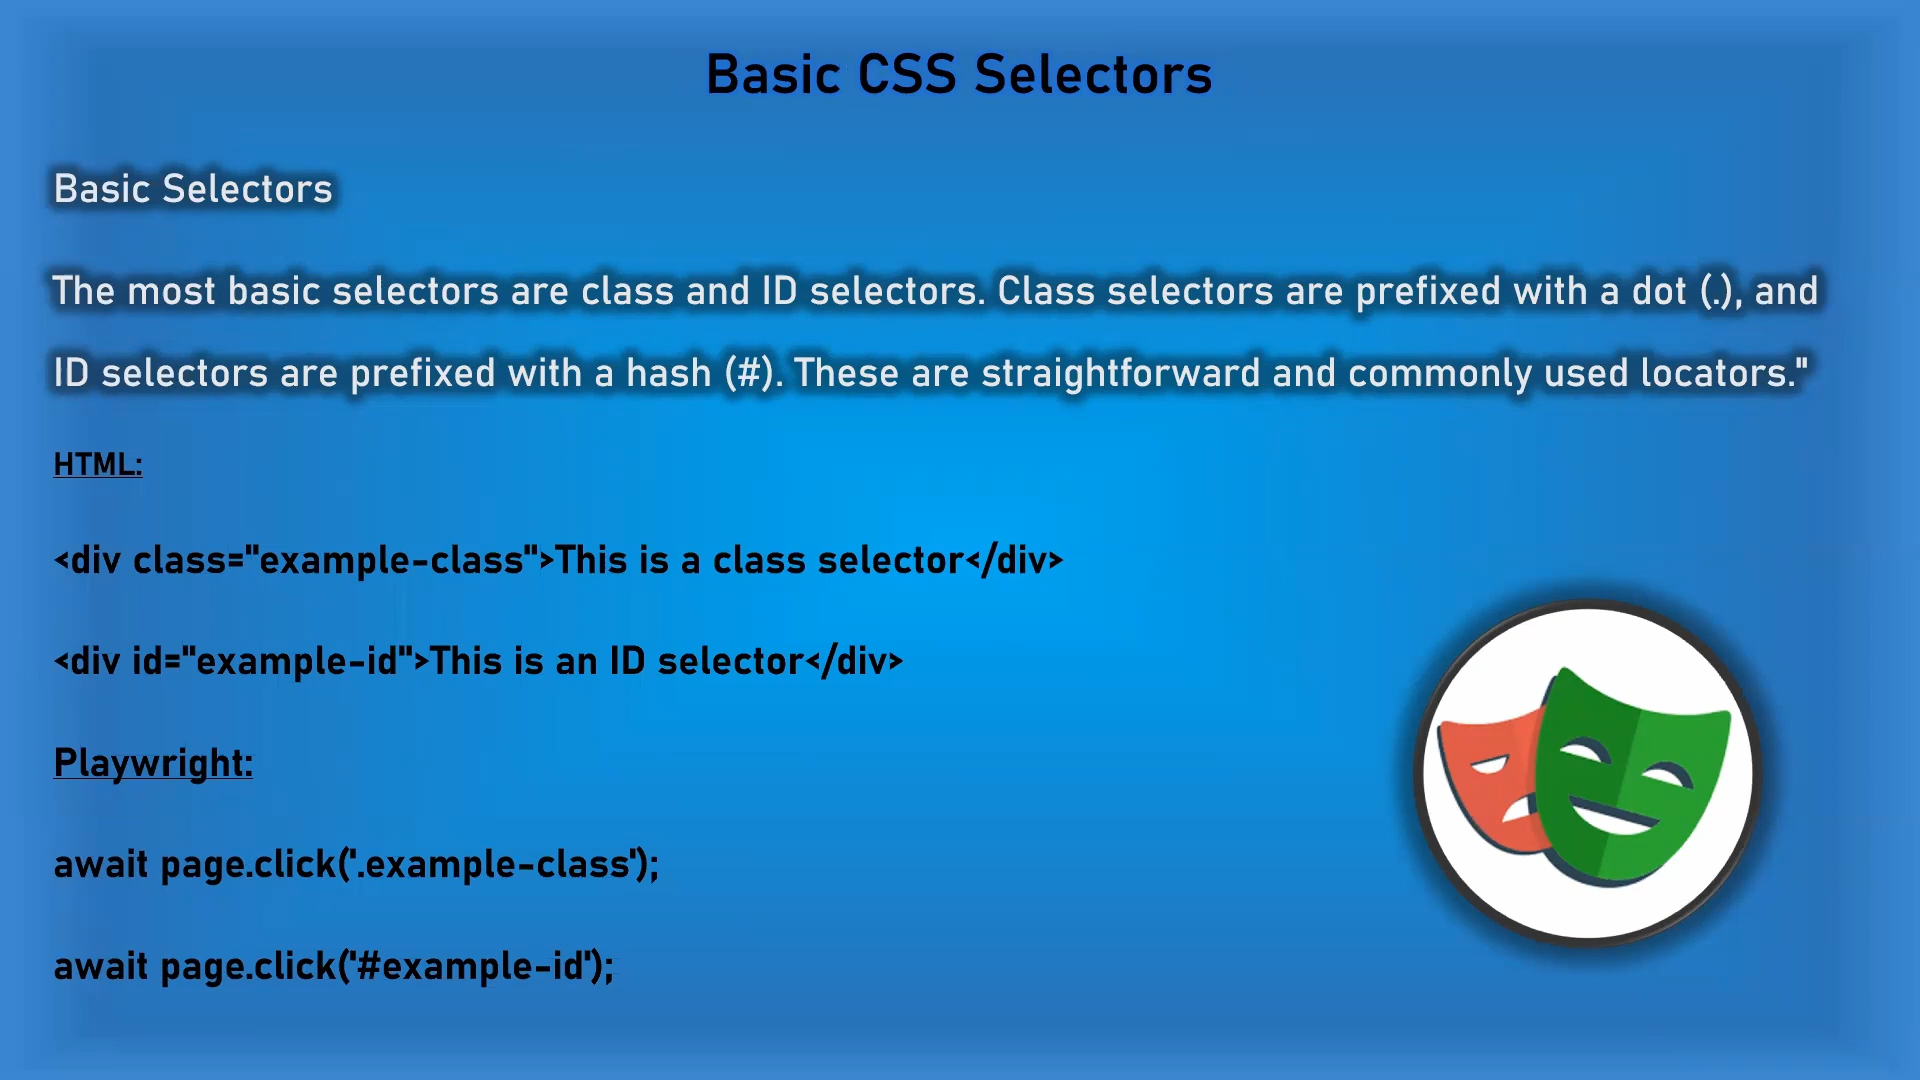 Basic CSS Selectors
Basic Selectors
The most basic selectors are class and ID selectors. Class selectors are prefixed with a dot (.), and
ID selectors are prefixed with a hash (#). These are straightforward and commonly used locators."
HTML:
<div class="example-class">This is a class selector</div>
<div id="example-id">This is an ID selector</div>
Playwright:
await page.click('.example-class');
await page.click('#example-id');